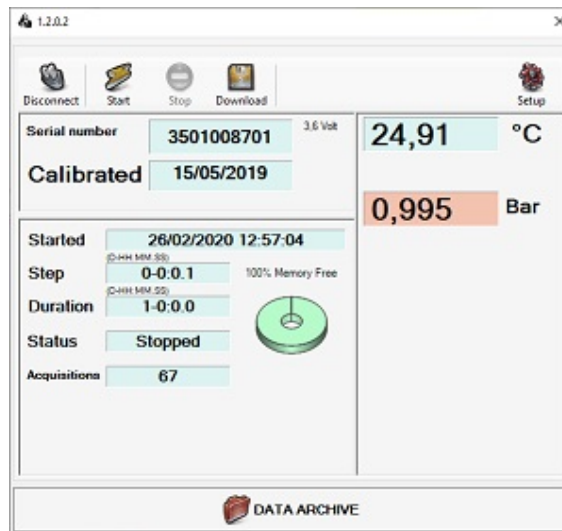 1.2.0.2
Disconnect Start Stop Download Setup
Serial number 3501008701 3,6 Volt
Calibrated 15/05/2019
24,91 °C
0,995 Bar
Started 26/02/2020 12:57:04
(D-HH:MM.SS)
Step 0-0:0.1 100% Memory Free
(D-HH:MM.SS)
Duration 1-0:0.0
Status Stopped
Acquisitions 67
DATA ARCHIVE